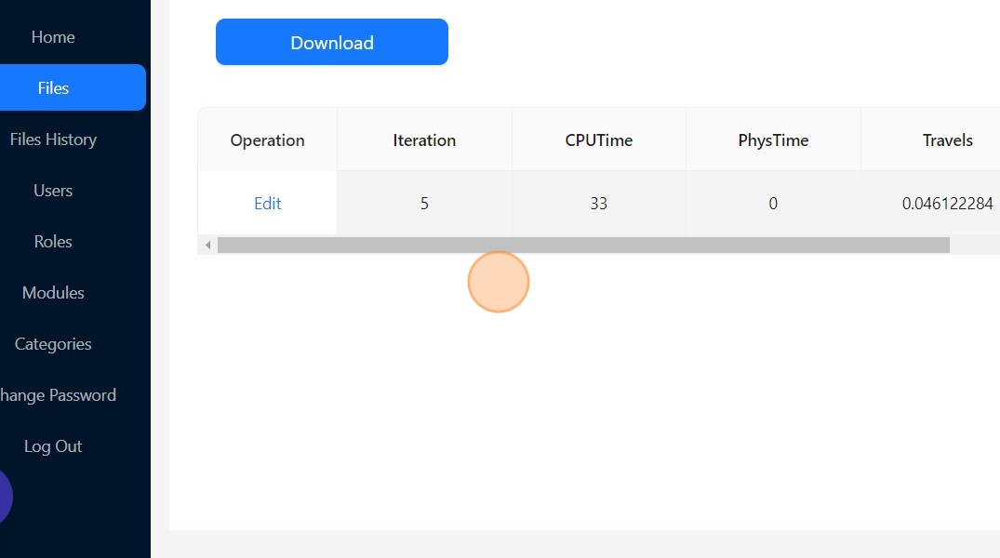 Home
Files
Files History
Users
Roles
Modules
Categories
hange Password
Log Out
Download
Operation Iteration CPUTime PhysTime Travels
Edit 5 33 0 0.046122284